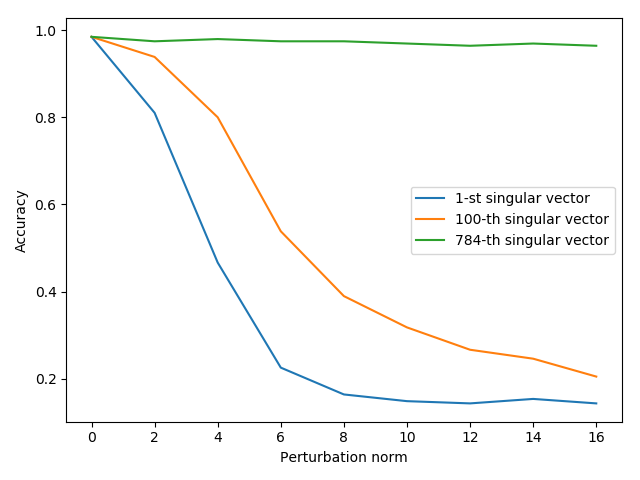 1.0
0.8
0.6
0.4
0.2
Accuracy
1-st singular vector
100-th singular vector
784-th singular vector
0 2 4 6 8 10 12 14 16
Perturbation norm